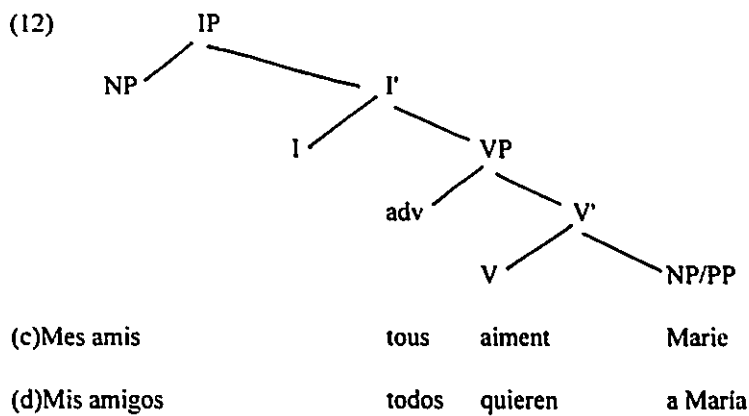 (12) IP
NP I'
I VP
adv V'
V NP/PP
(c)Mes amis tous aiment Marie
(d)Mis amigos todos quieren a María